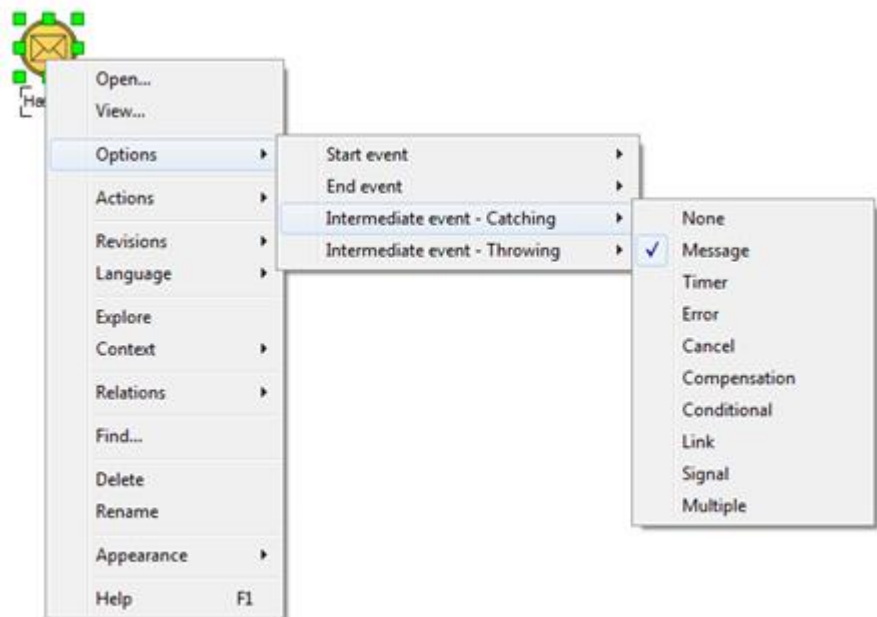 Open...
View...
Options
Actions
Revisions
Language
Explore
Context
Relations
Find...
Delete
Rename
Appearance
Help F1
Start event
End event
Intermediate event - Catching
Intermediate event - Throwing
None
Message
Timer
Error
Cancel
Compensation
Conditional
Link
Signal
Multiple